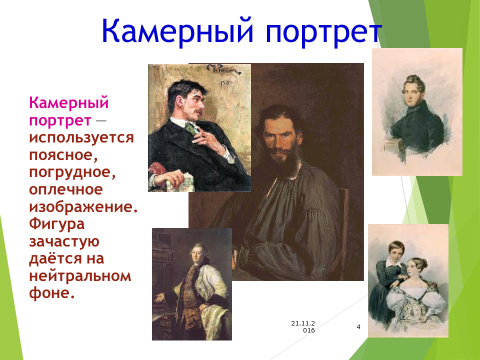 Камерный портрет
Камерный
портрет —
используется
поясное,
погрудное,
оплечное
изображение.
Фигура
зачастую
даётся на
нейтральном
фоне.
21.11.2
016
4